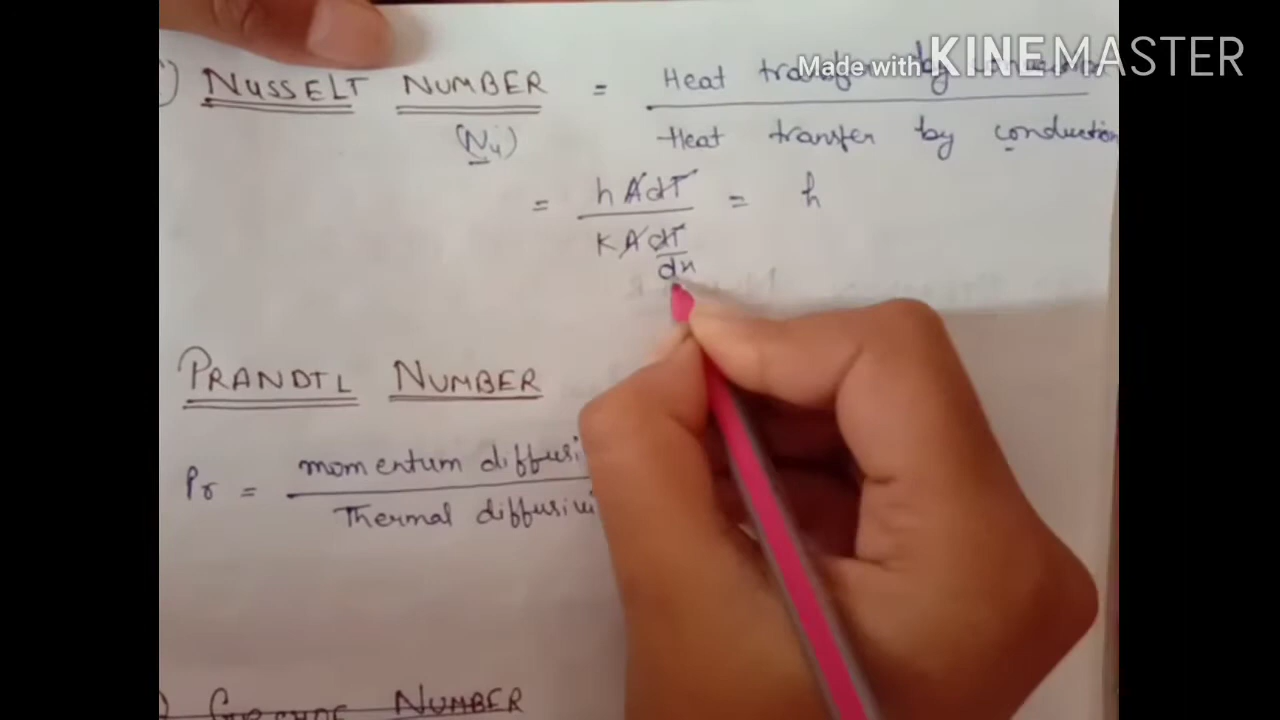 Made with KINEMASTER
NUSSELT NUMBER = Heat by
Heat transfer by conduction
(Nu)
= hAdT = h
KAdT
dx
PRANDTL NUMBER
Pr = momentum diffusi
Thermal diffusivi
NUMBER